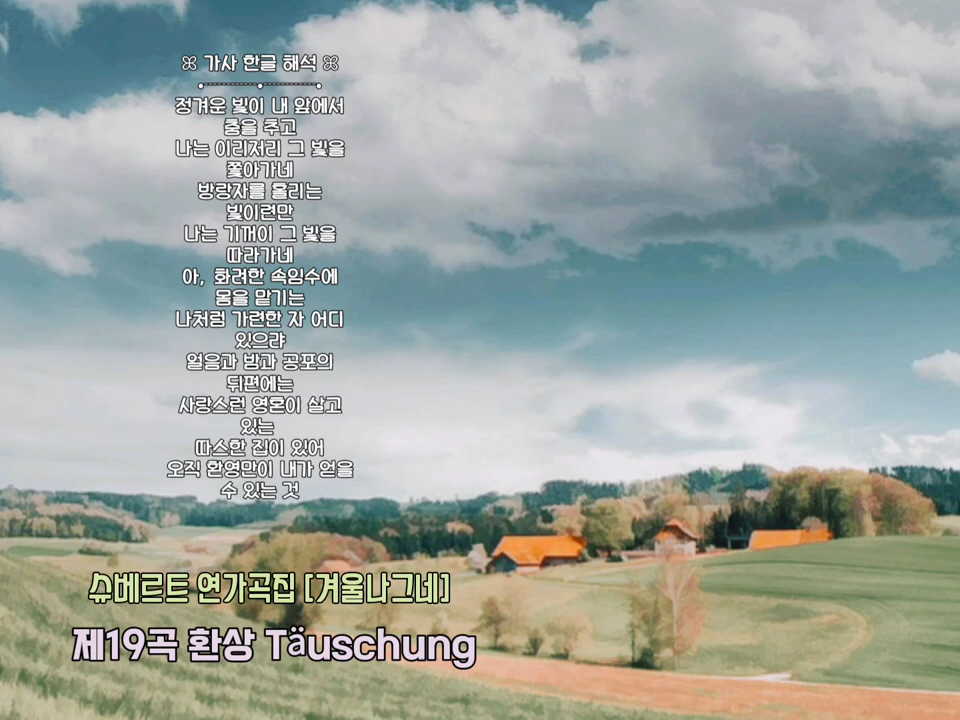 ꕤ 가사 한글 해석 ꕤ
정겨운 빛이 내 앞에서
춤을 추고
나는 이리저리 그 빛을
쫓아가네
방랑자를 홀리는
빛이련만
나는 기꺼이 그 빛을
따라가네
아, 화려한 속임수에
몸을 맡기는
나처럼 가련한 자 어디
있으랴
얼음과 밤과 공포의
뒤편에는
사랑스런 영혼이 살고
있는
따스한 집이 있어
오직 환영만이 내가 얻을
수 있는 것
슈베르트 연가곡집 [겨울나그네]
제19곡 환상 Täuschung